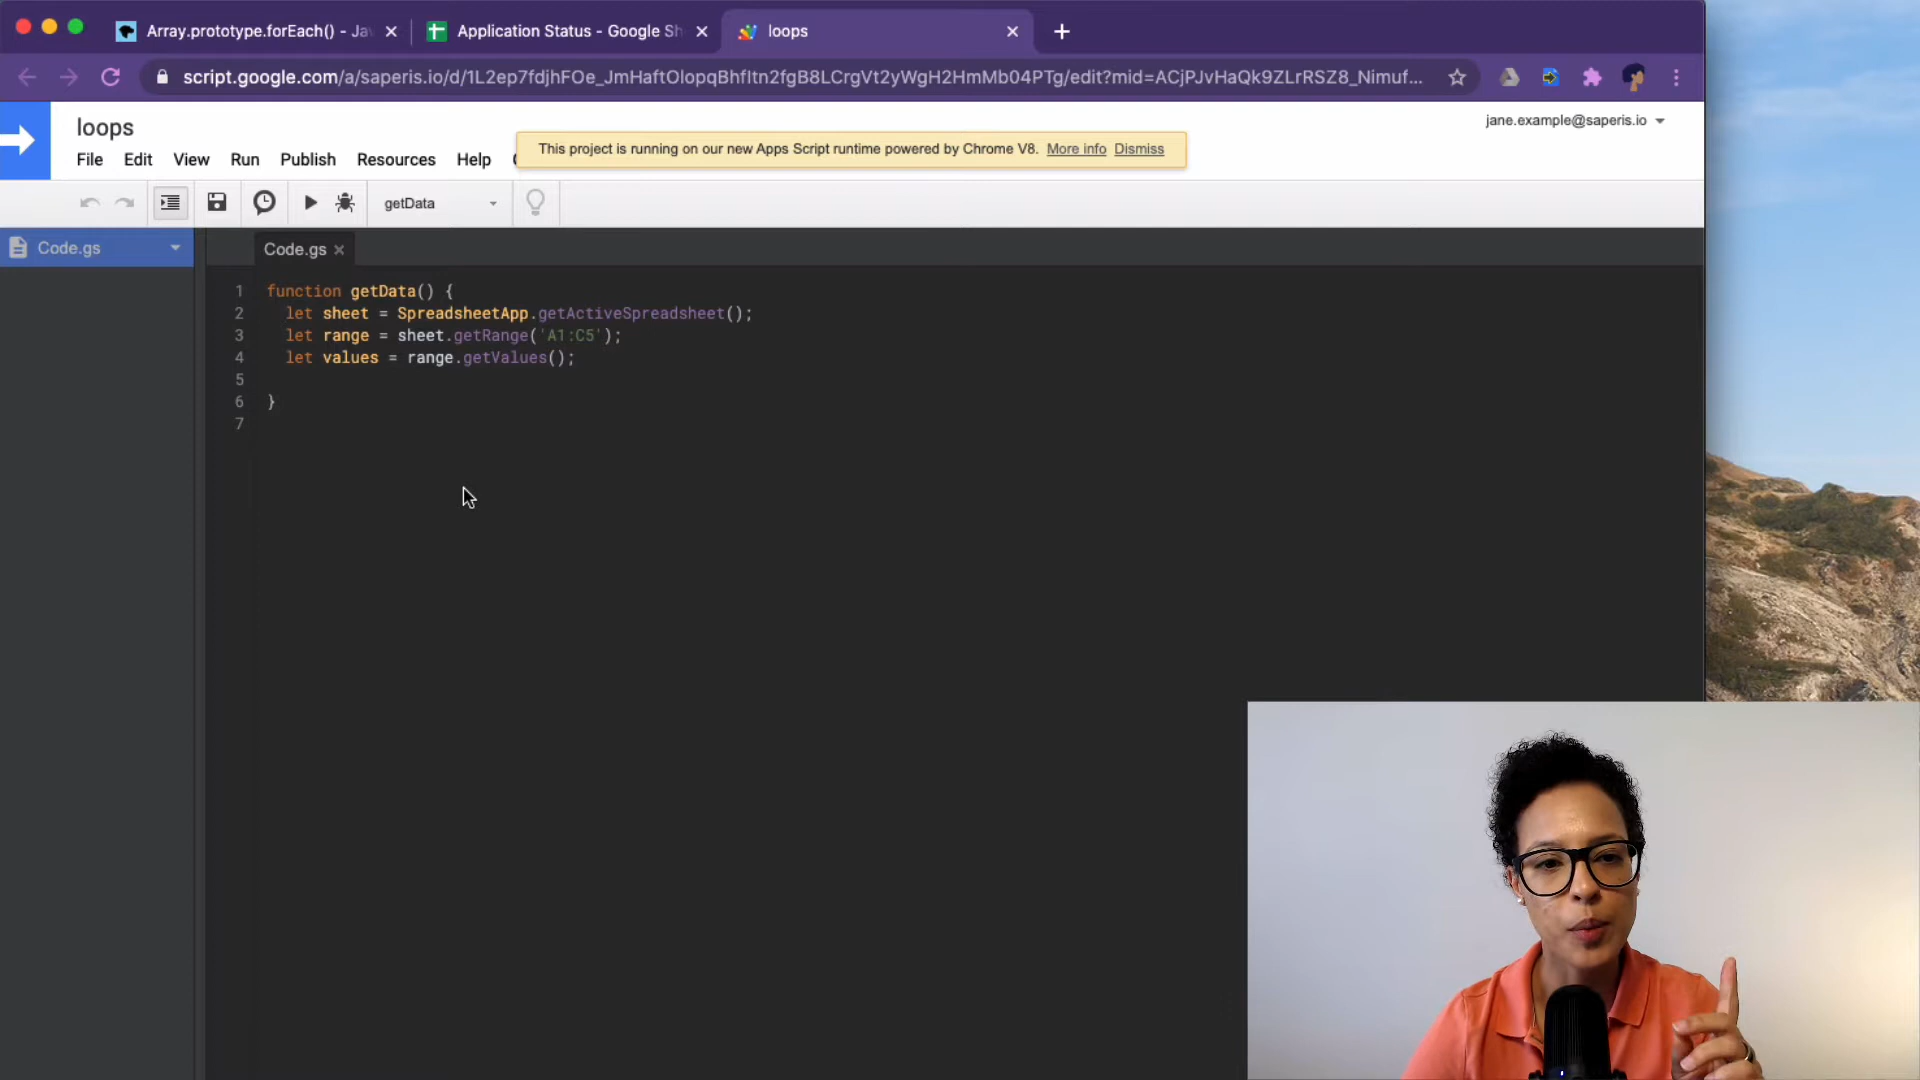 Array.prototype.forEach() - Ja
Application Status - Google Sh
loops
script.google.com/a/saperis.io/d/1L2ep7fdjhFOe_JmHaftOlopqBhfItn2fgB8LCrgVt2yWgH2HmMb04PTg/edit?mid=ACjPJvHaQk9ZLrRSZ8_Nimuf...
loops
jane.example@saperis.io
File Edit View Run Publish Resources Help
This project is running on our new Apps Script runtime powered by Chrome V8. More info Dismiss
getData
Code.gs
Code.gs
1 function getData() {
2 let sheet = SpreadsheetApp.getActiveSpreadsheet();
3 let range = sheet.getRange('A1:C5');
4 let values = range.getValues();
5
6 }
7